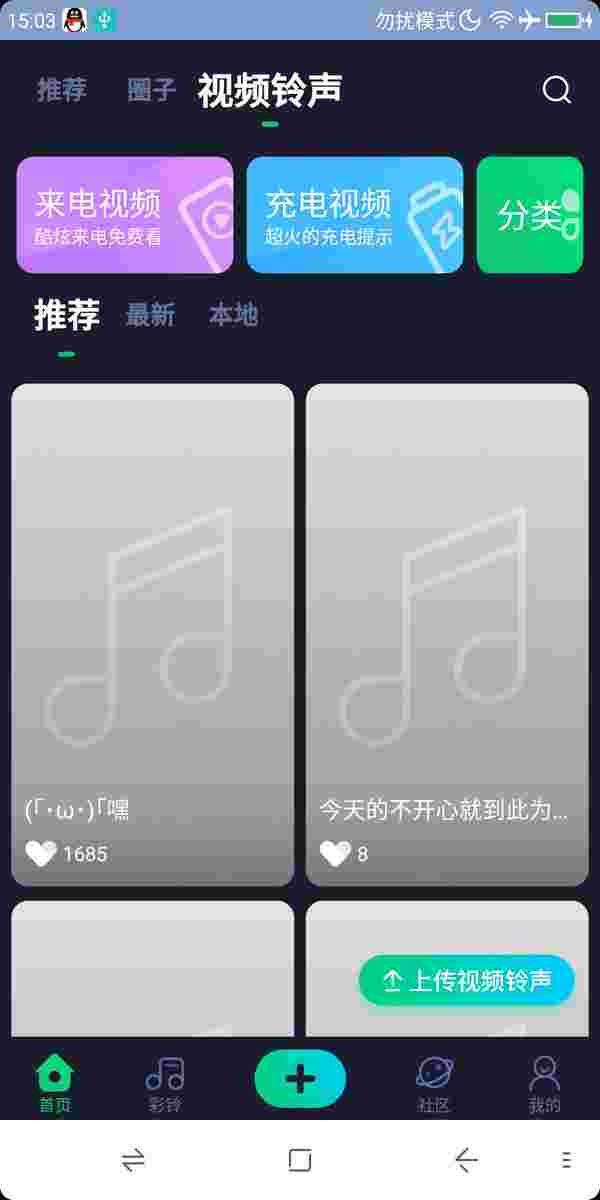 15:03 勿扰模式
推荐 圈子 视频铃声
来电视频 充电视频 分类
酷炫来电免费看 超火的充电提示
推荐 最新 本地
(「･ω･)「嘿 今天的不开心就到此为...
1685 8
上传视频铃声
首页 彩铃 社区 我的